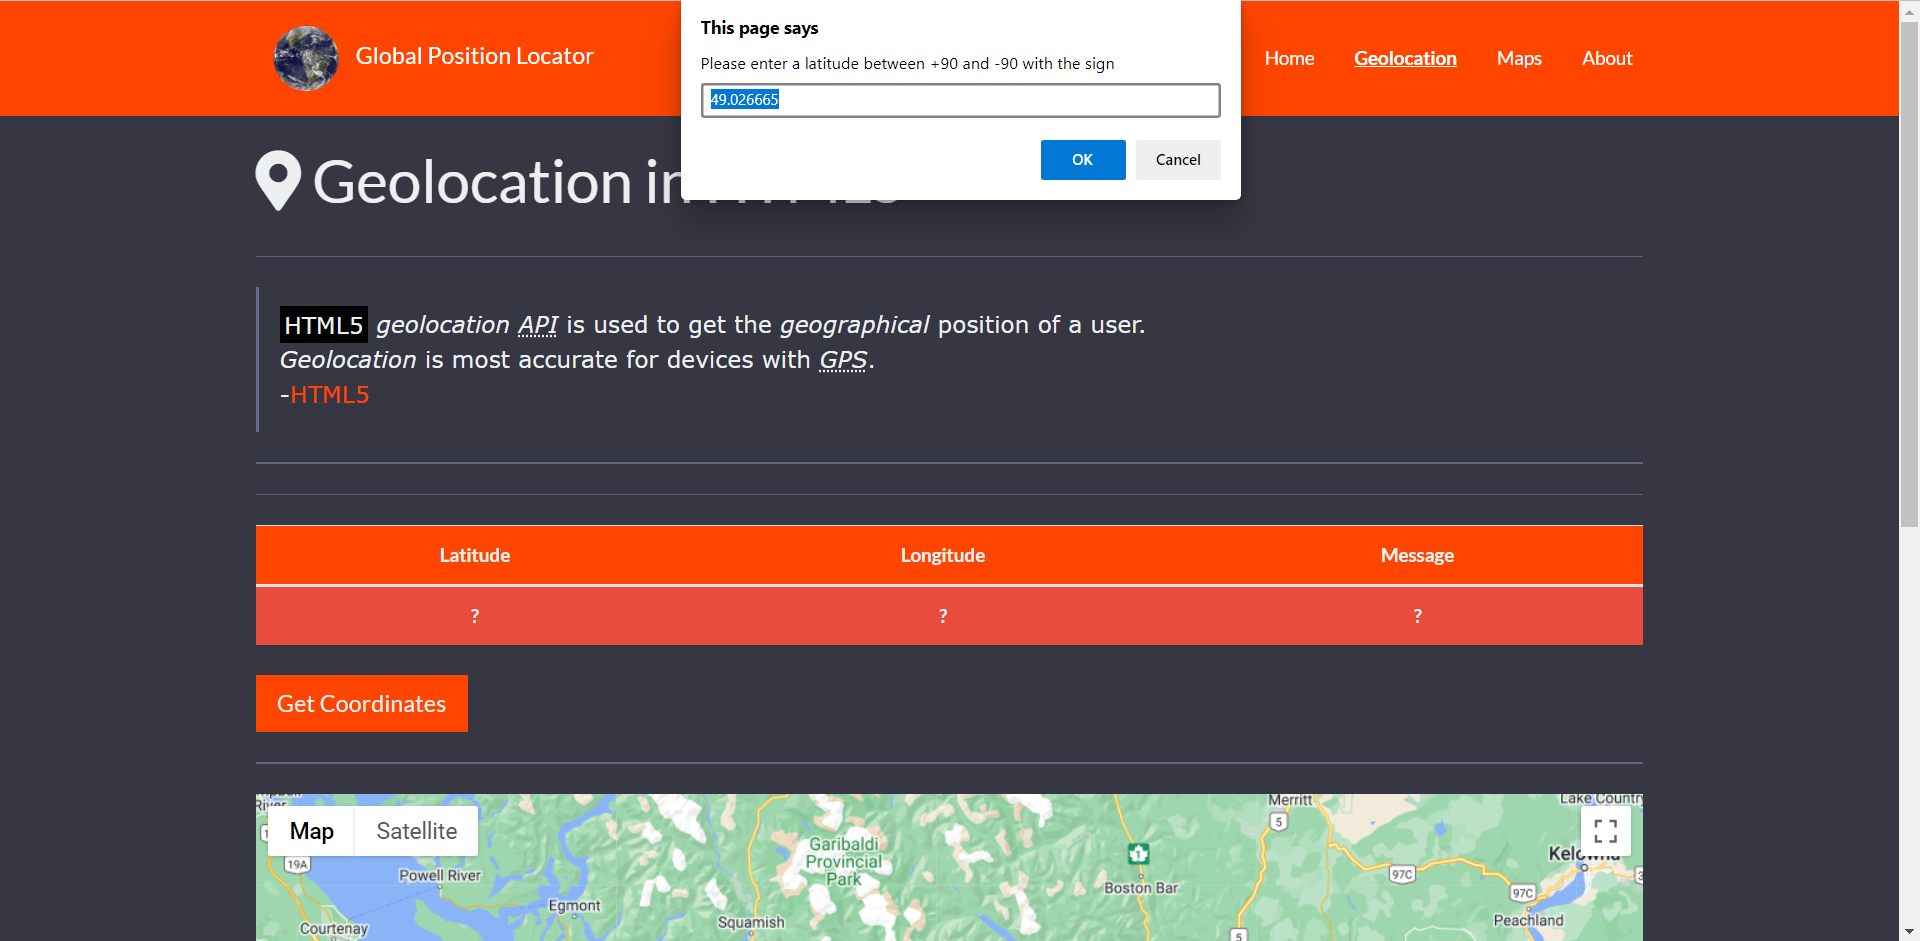 Global Position Locator
This page says
Please enter a latitude between +90 and -90 with the sign
49.026665
OK
Cancel
Home
Geolocation
Maps
About
Geolocation in
HTML5 geolocation API is used to get the geographical position of a user.
Geolocation is most accurate for devices with GPS.
-HTML5
Latitude
Longitude
Message
?
?
?
Get Coordinates
Map
Satellite
River
19A
Powell River
Courtenay
Egmont
Squamish
Garibaldi
Provincial
Park
1
Boston Bar
Merritt
5
5
97C
97C
Lake Country
Kelowna
Peachland